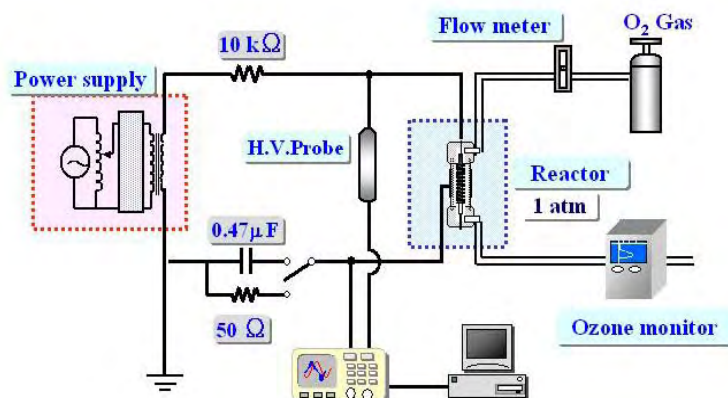 10 kΩ
Flow meter
O₂ Gas
Power supply
H.V.Probe
Reactor
1 atm
0.47μF
50 Ω
Ozone monitor